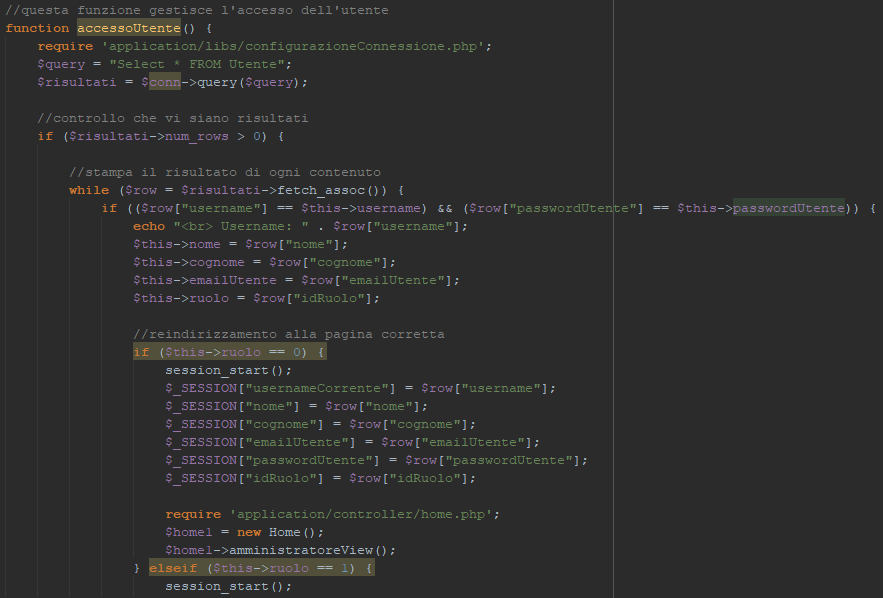 //questa funzione gestisce l'accesso dell'utente
function accessoUtente() {
require 'application/libs/configurazioneConnessione.php';
$query = "Select * FROM Utente";
$risultati = $conn->query($query);
//controllo che vi siano risultati
if ($risultati->num_rows > 0) {
//stampa il risultato di ogni contenuto
while ($row = $risultati->fetch_assoc()) {
if (($row["username"] == $this->username) && ($row["passwordUtente"] == $this->passwordUtente)) {
echo "<br> Username: " . $row["username"];
$this->nome = $row["nome"];
$this->cognome = $row["cognome"];
$this->emailUtente = $row["emailUtente"];
$this->ruolo = $row["idRuolo"];
//reindirizzamento alla pagina corretta
if ($this->ruolo == 0) {
session_start();
$_SESSION["usernameCorrente"] = $row["username"];
$_SESSION["nome"] = $row["nome"];
$_SESSION["cognome"] = $row["cognome"];
$_SESSION["emailUtente"] = $row["emailUtente"];
$_SESSION["passwordUtente"] = $row["passwordUtente"];
$_SESSION["idRuolo"] = $row["idRuolo"];
require 'application/controller/home.php';
$home1 = new Home();
$home1->amministratoreView();
} elseif ($this->ruolo == 1) {
session_start();